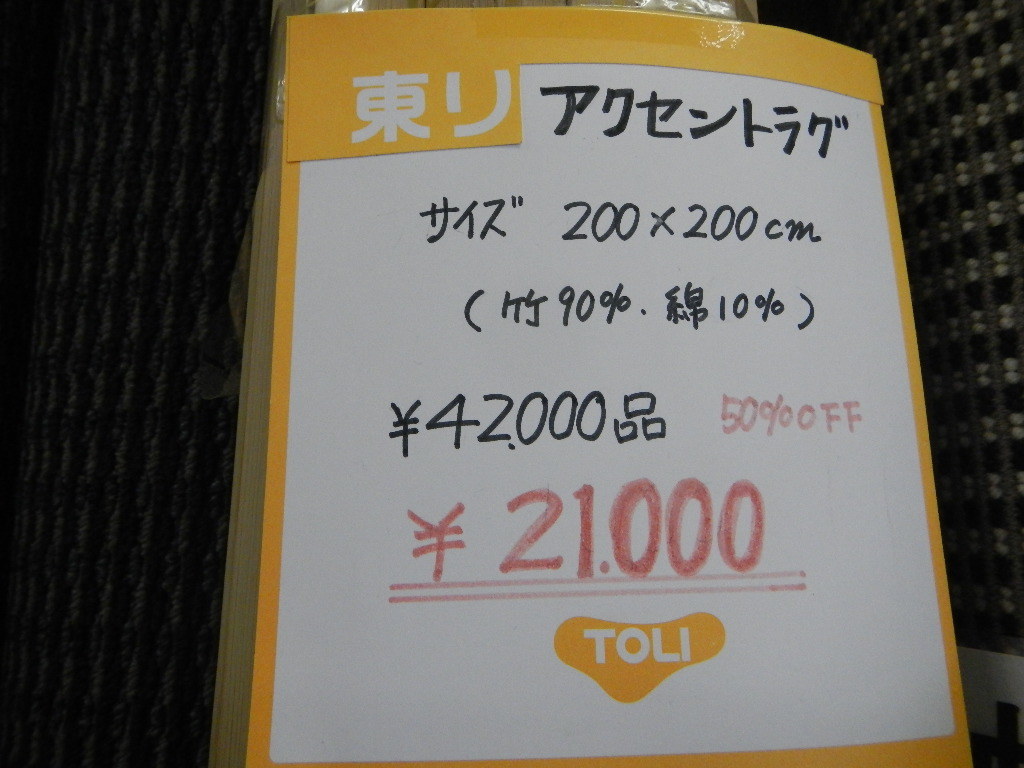 東リ アクセントラグ
サイズ 200×200cm
(竹90%.綿10%)
¥42.000品 50%OFF
¥21.000
TOLI